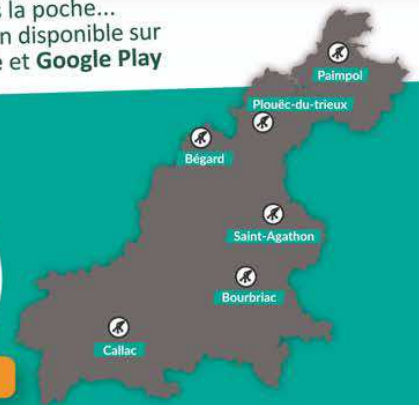 la poche...
disponible sur
et Google Play
Paimpol
Plouëc-du-trieux
Bégard
Saint-Agathon
Bourbriac
Callac